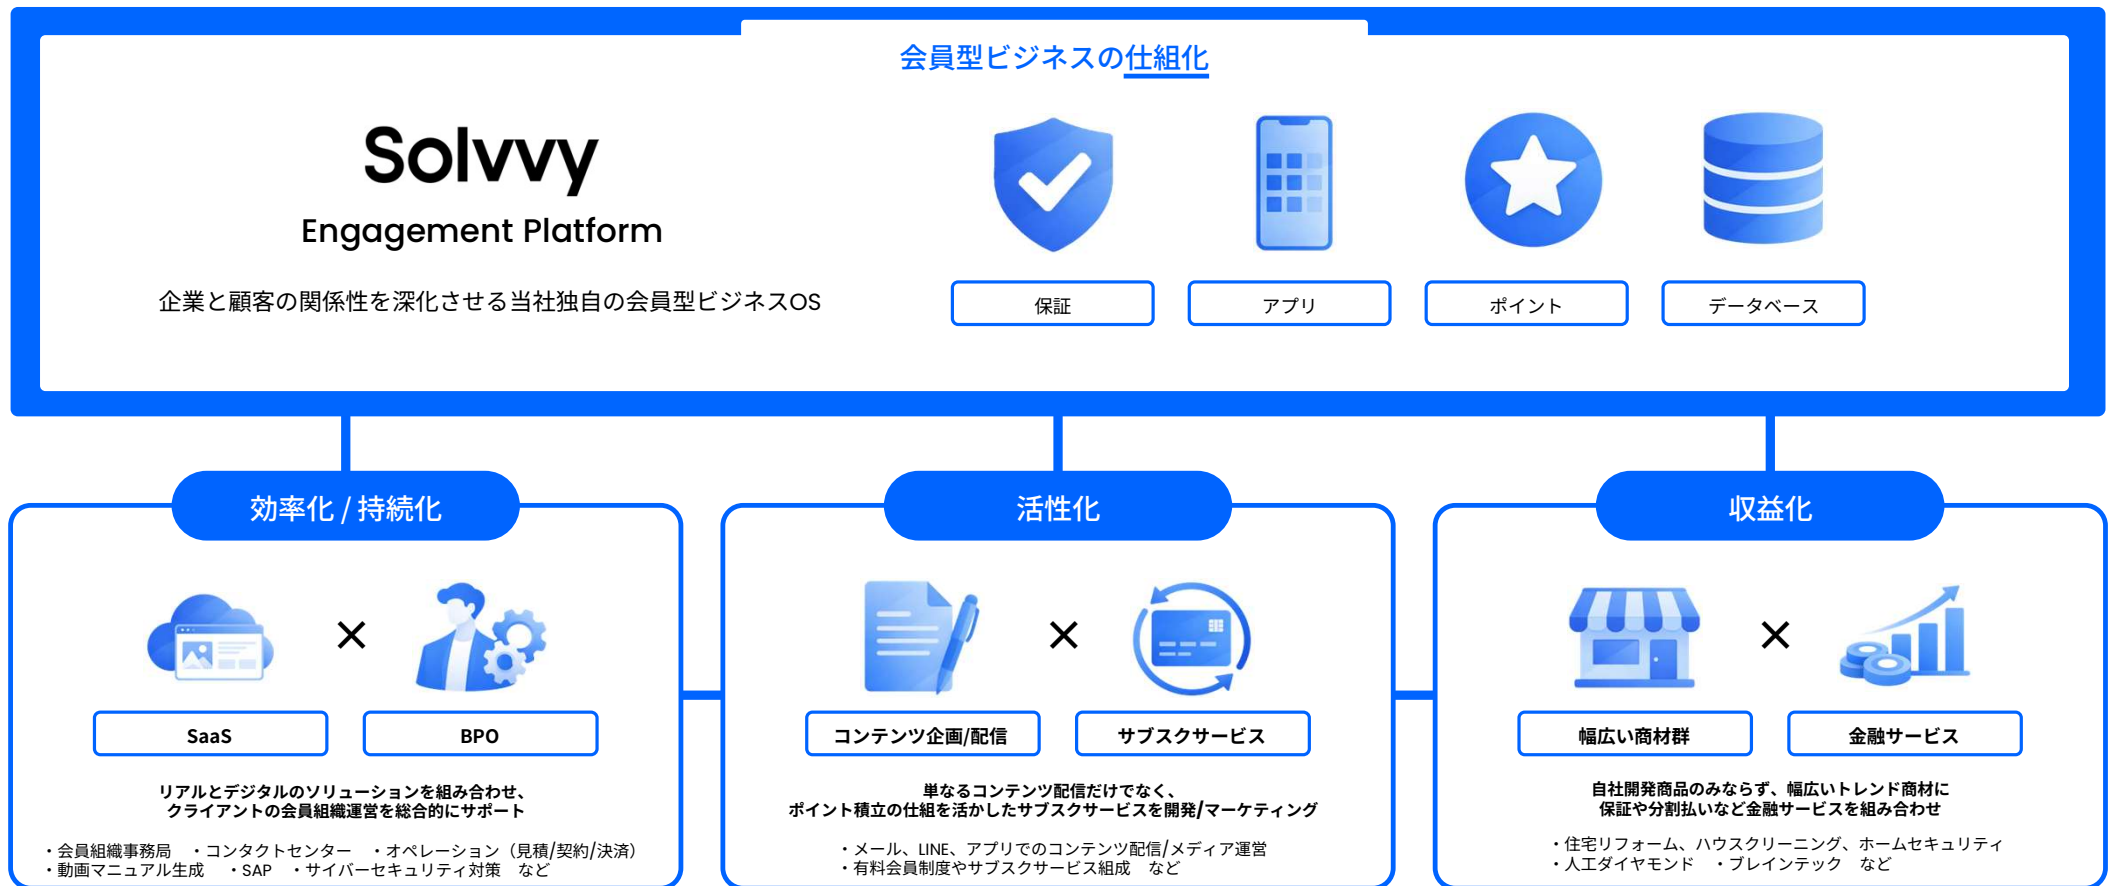 会員型ビジネスの仕組化
Solvvy
Engagement Platform
企業と顧客の関係性を深化させる当社独自の会員型ビジネスOS
保証
アプリ
ポイント
データベース
効率化 / 持続化
SaaS
×
BPO
リアルとデジタルのソリューションを組み合わせ、
クライアントの会員組織運営を総合的にサポート
・会員組織事務局　・コンタクトセンター　・オペレーション（見積/契約/決済）
・動画マニュアル生成　・SAP　・サイバーセキュリティ対策　など
活性化
コンテンツ企画/配信
×
サブスクサービス
単なるコンテンツ配信だけでなく、
ポイント積立の仕組を活かしたサブスクサービスを開発/マーケティング
・メール、LINE、アプリでのコンテンツ配信/メディア運営
・有料会員制度やサブスクサービス組成　など
収益化
幅広い商材群
×
金融サービス
自社開発商品のみならず、幅広いトレンド商材に
保証や分割払いなど金融サービスを組み合わせ
・住宅リフォーム、ハウスクリーニング、ホームセキュリティ
・人工ダイヤモンド　・ブレインテック　など